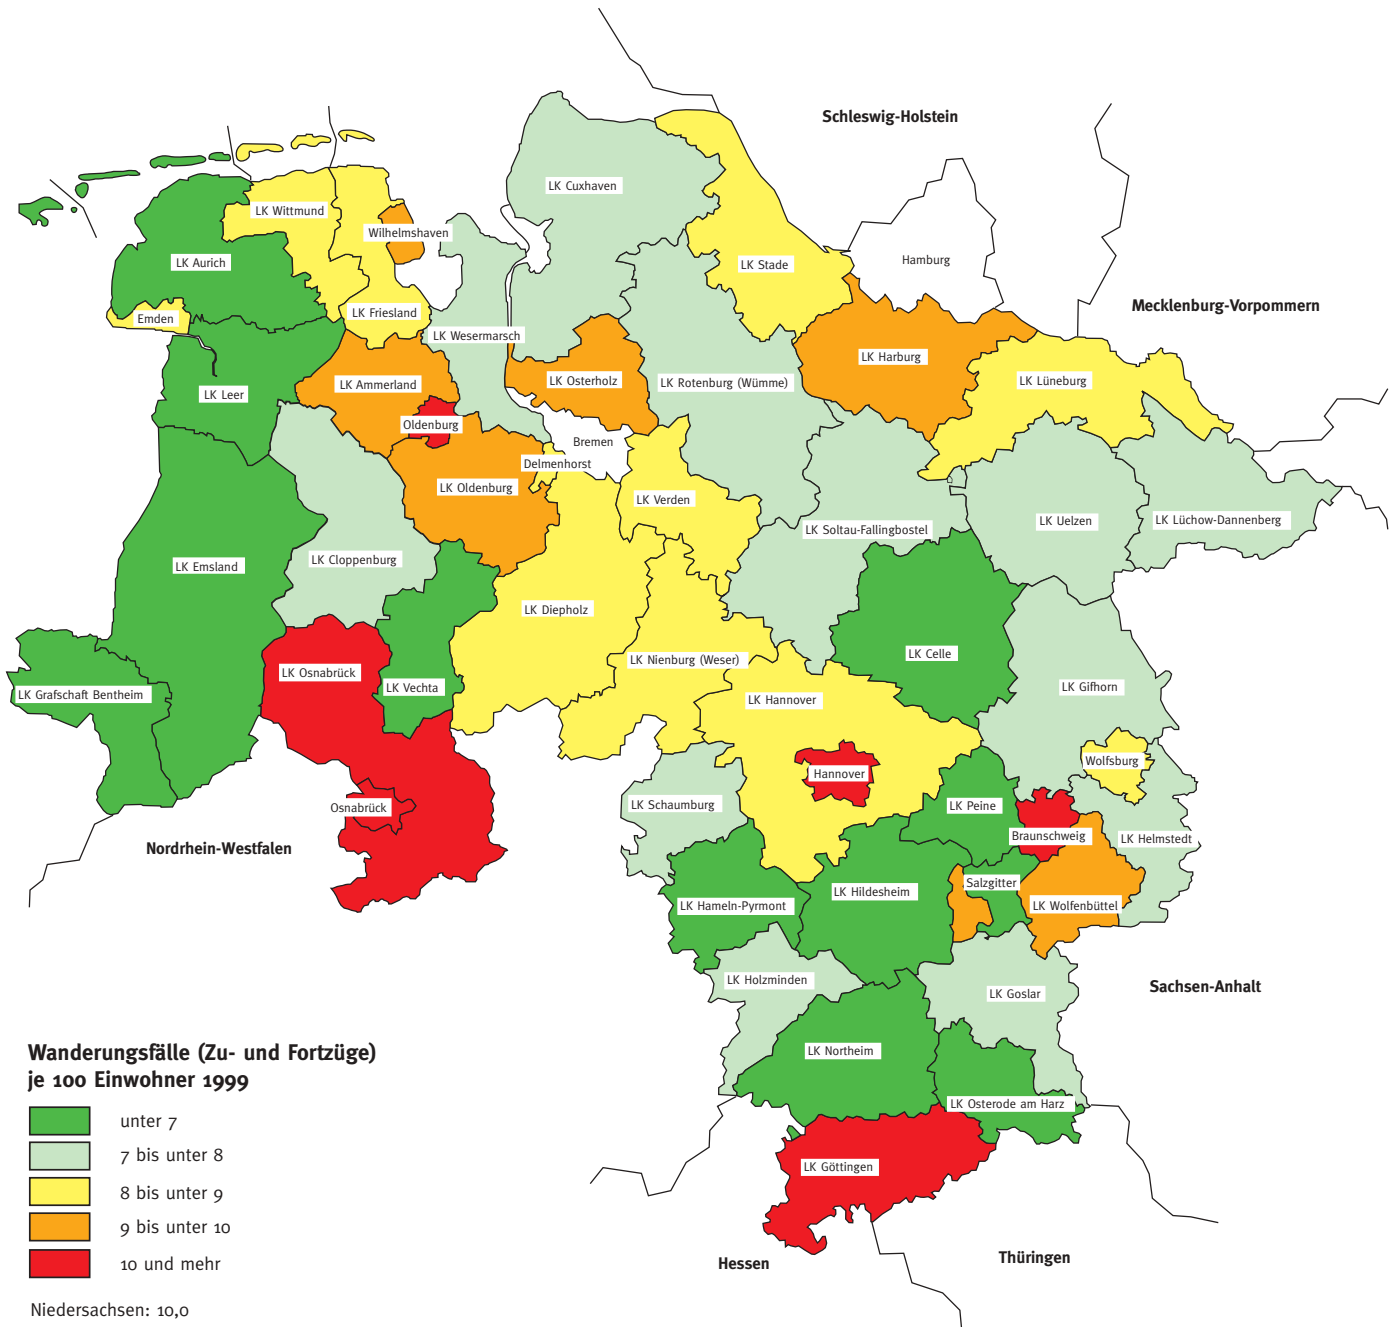 Schleswig-Holstein
LK Cuxhaven
LK Wittmund
Wilhelmshaven
LK Aurich
LK Stade
Hamburg
Mecklenburg-Vorpommern
LK Friesland
Emden
LK Wesermarsch
LK Harburg
LK Ammerland
LK Osterholz
LK Rotenburg (Wümme)
LK Lüneburg
LK Leer
Oldenburg
Bremen
Delmenhorst
LK Oldenburg
LK Verden
LK Soltau-Fallingbostel
LK Uelzen
LK Lüchow-Dannenberg
LK Cloppenburg
LK Emsland
LK Diepholz
LK Celle
LK Nienburg (Weser)
LK Osnabrück
LK Vechta
LK Gifhorn
LK Grafschaft Bentheim
LK Hannover
Wolfsburg
Hannover
LK Schaumburg
Osnabrück
LK Peine
Braunschweig
LK Helmstedt
Nordrhein-Westfalen
Salzgitter
LK Hildesheim
LK Hameln-Pyrmont
LK Wolfenbüttel
LK Holzminden
LK Goslar
Sachsen-Anhalt
LK Northeim
LK Osterode am Harz
LK Göttingen
Hessen
Thüringen
Wanderungsfälle (Zu- und Fortzüge)
je 100 Einwohner 1999
unter 7
7 bis unter 8
8 bis unter 9
9 bis unter 10
10 und mehr
Niedersachsen: 10,0